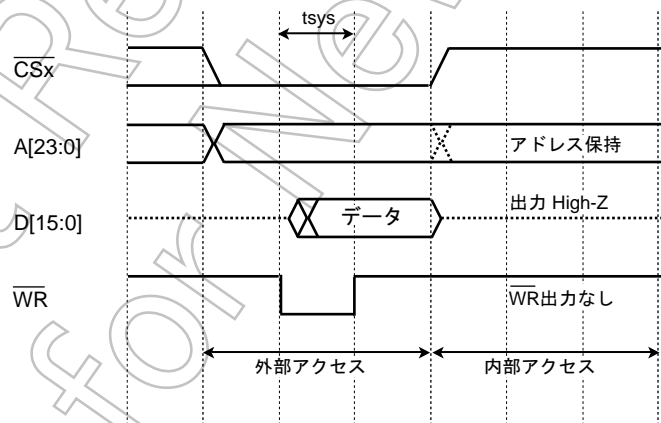 tsys
CSx
A[23:0]
アドレス保持
D[15:0]
データ
出力 High-Z
WR
WR出力なし
外部アクセス
内部アクセス
for